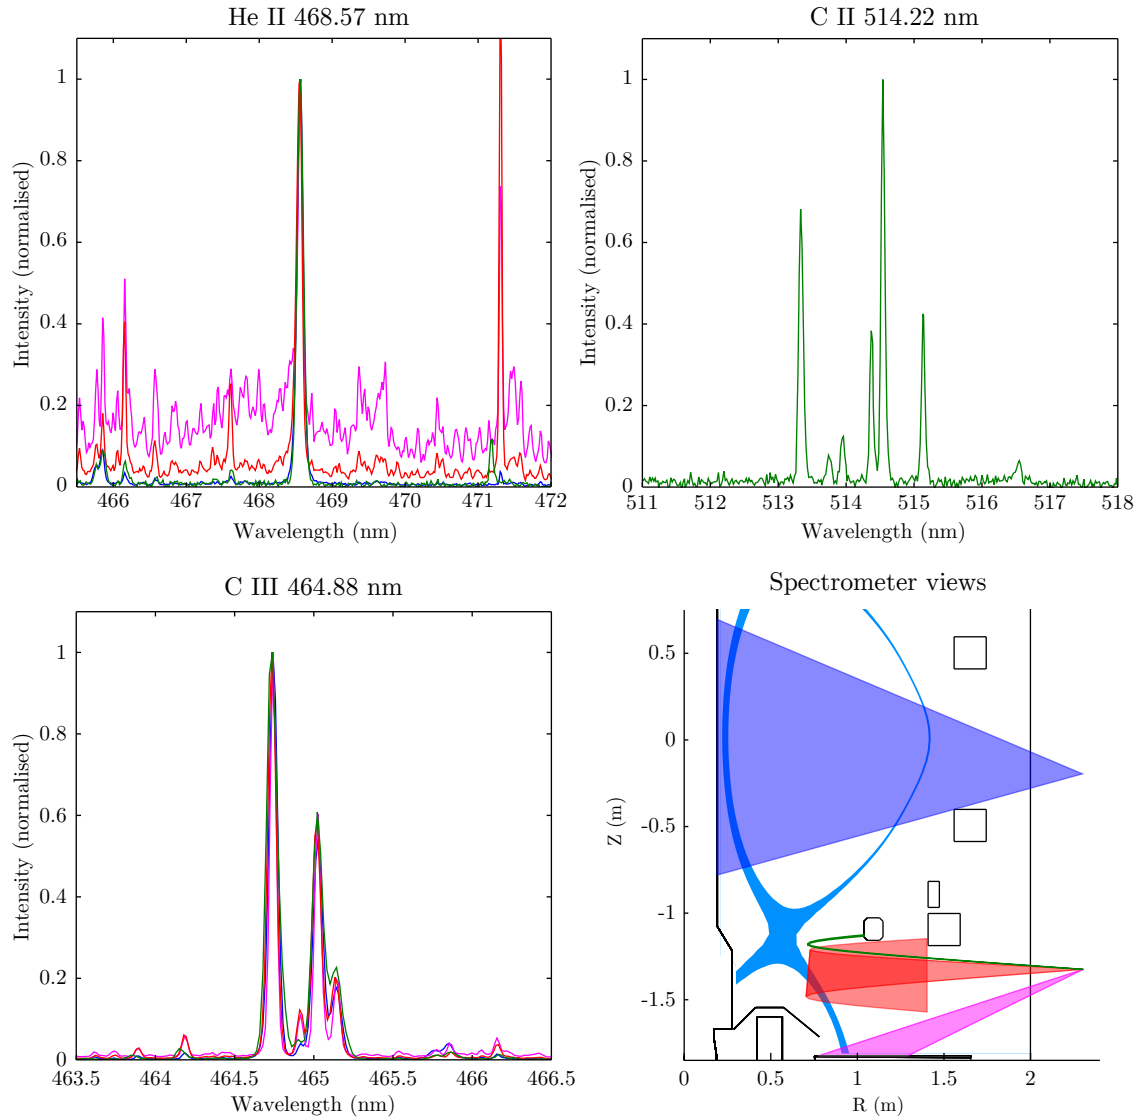 He II 468.57 nm
Intensity (normalised)
1
0.8
0.6
0.4
0.2
0
466 467 468 469 470 471 472
Wavelength (nm)
C II 514.22 nm
Intensity (normalised)
1
0.8
0.6
0.4
0.2
0
511 512 513 514 515 516 517 518
Wavelength (nm)
C III 464.88 nm
Intensity (normalised)
1
0.8
0.6
0.4
0.2
0
463.5 464 464.5 465 465.5 466 466.5
Wavelength (nm)
Spectrometer views
Z (m)
0.5
0
-0.5
-1
-1.5
0 0.5 1 1.5 2
R (m)